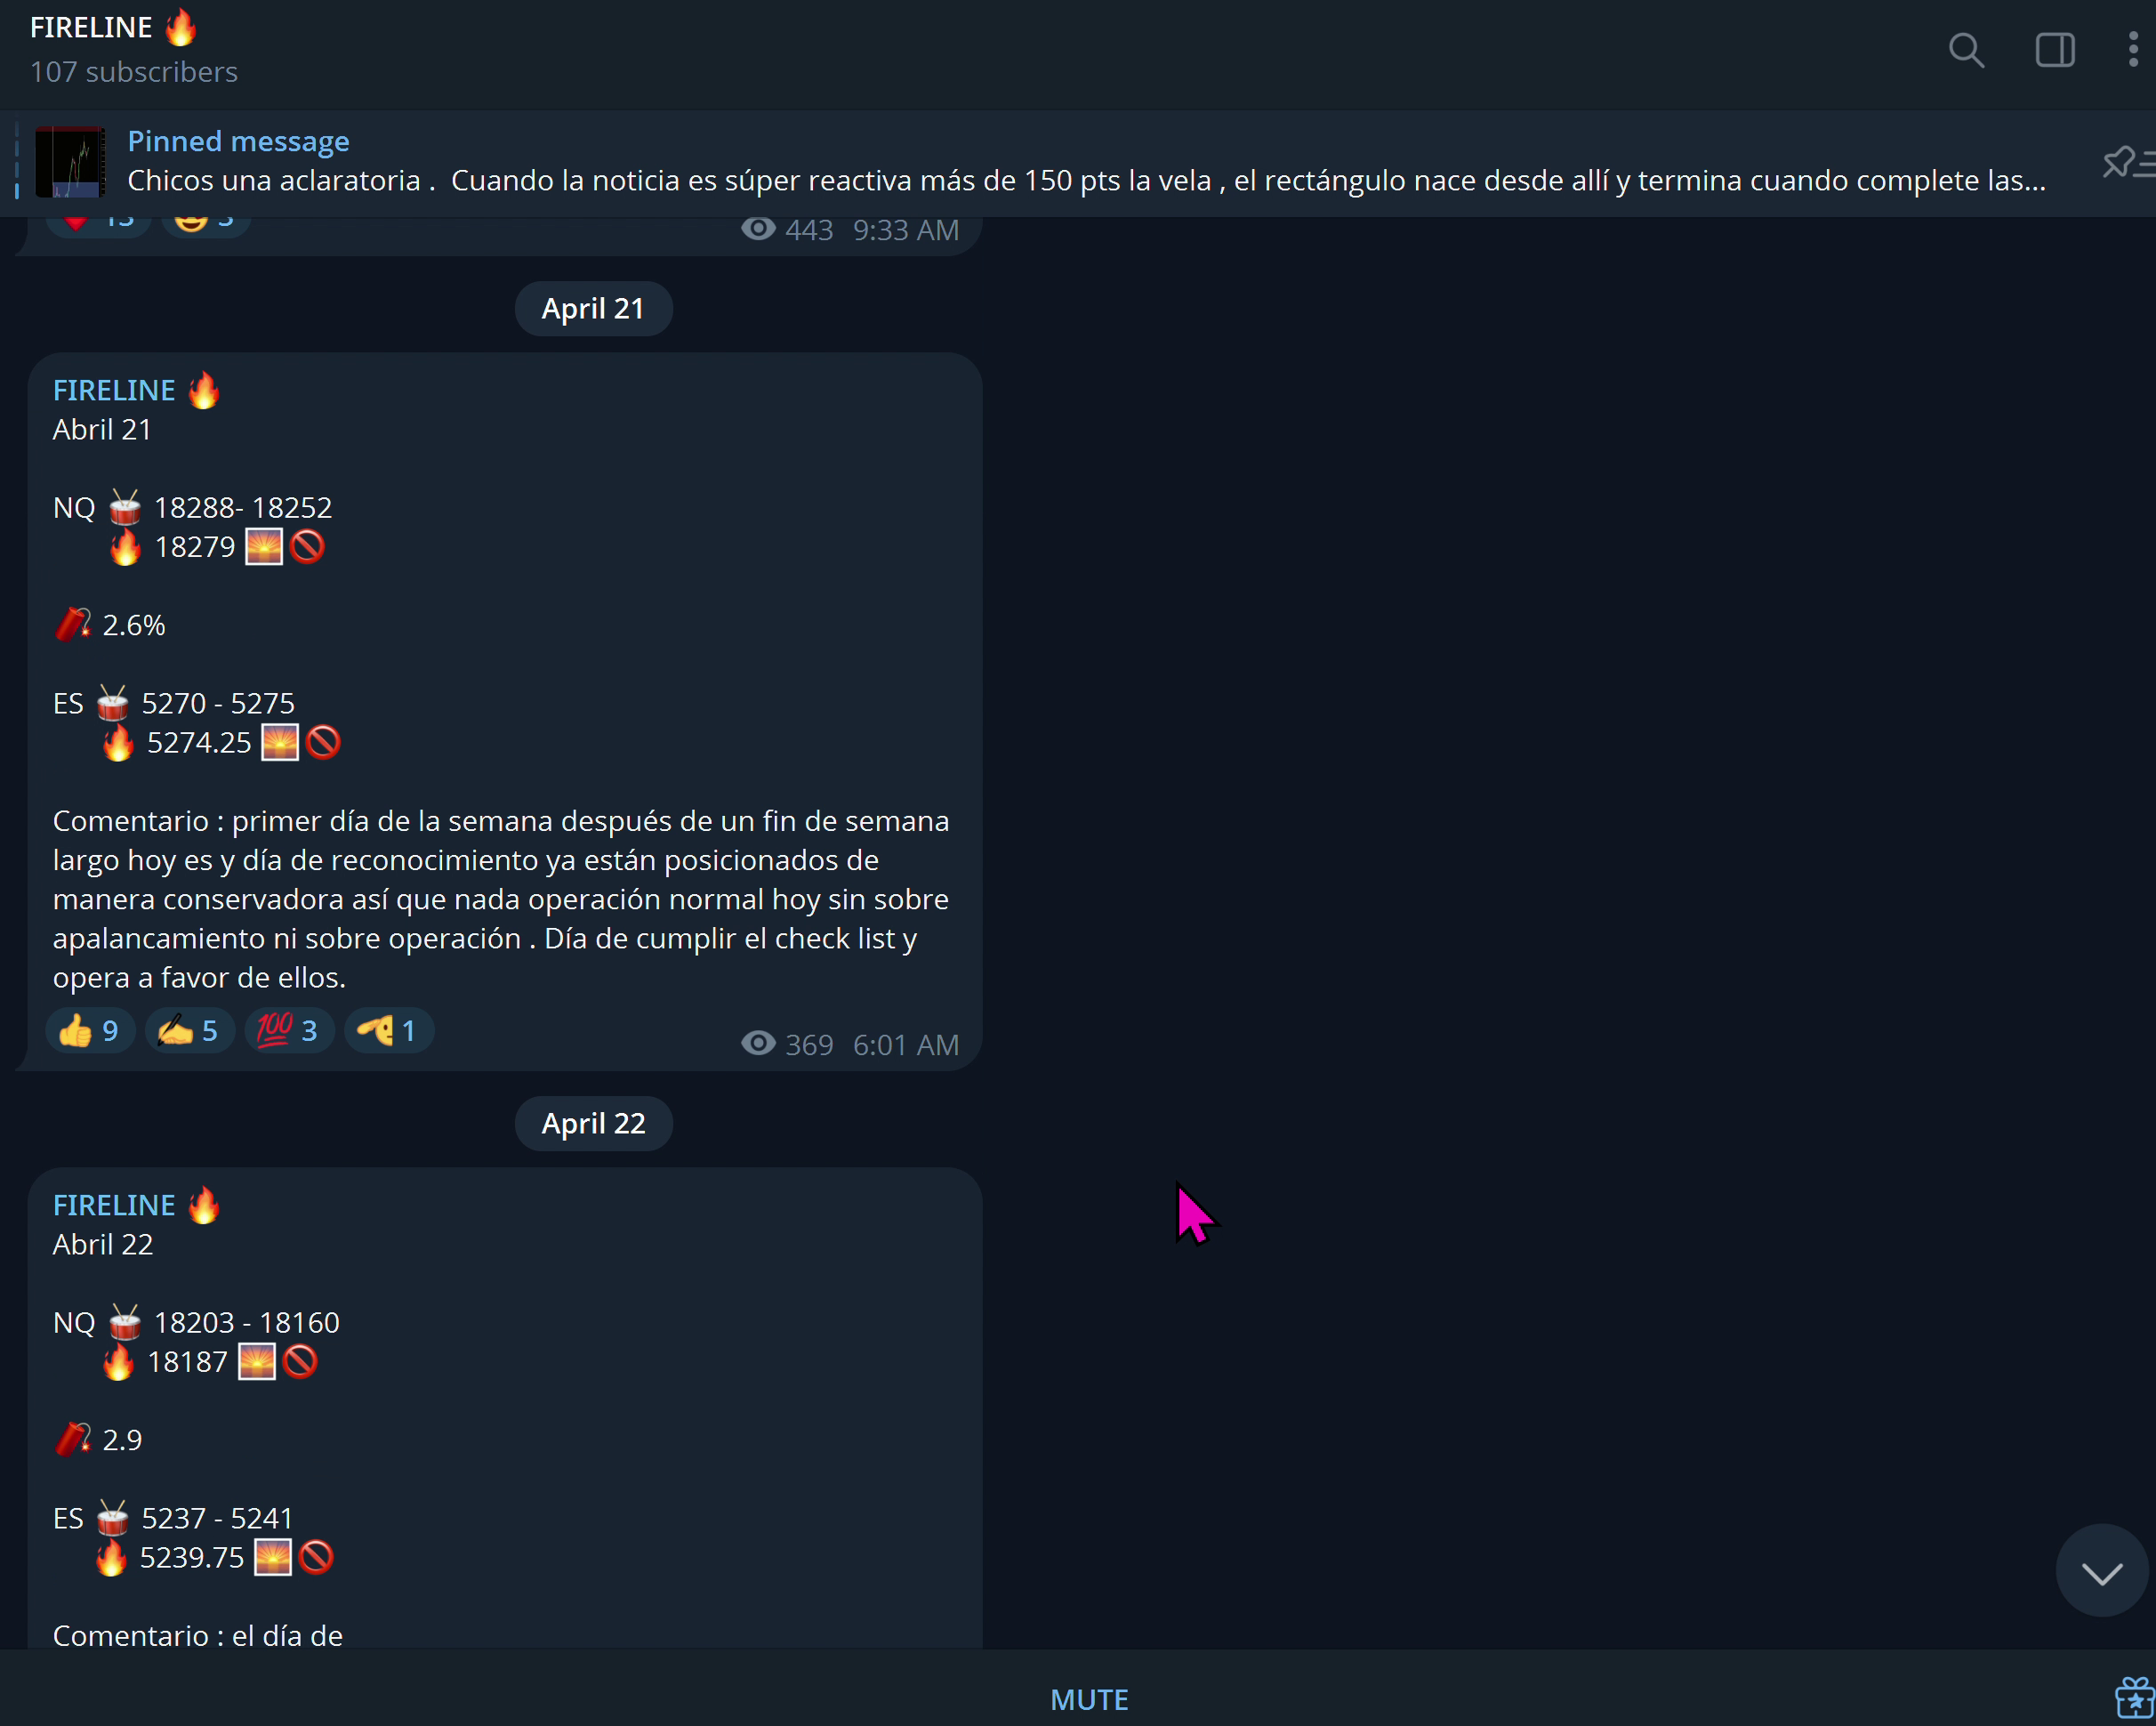 FIRELINE 🔥
107 subscribers
Pinned message
Chicos una aclaratoria .  Cuando la noticia es súper reactiva más de 150 pts la vela , el rectángulo nace desde allí y termina cuando complete las...
13 3
443 9:33 AM
April 21
FIRELINE 🔥
Abril 21
NQ 🥁 18288- 18252
🔥 18279 🌅🚫
🧨 2.6%
ES 🥁 5270 - 5275
🔥 5274.25 🌅🚫
Comentario : primer día de la semana después de un fin de semana
largo hoy es y día de reconocimiento ya están posicionados de
manera conservadora así que nada operación normal hoy sin sobre
apalancamiento ni sobre operación . Día de cumplir el check list y
opera a favor de ellos.
👍 9 ✍️ 5 💯 3 🫡 1
369 6:01 AM
April 22
FIRELINE 🔥
Abril 22
NQ 🥁 18203 - 18160
🔥 18187 🌅🚫
🧨 2.9
ES 🥁 5237 - 5241
🔥 5239.75 🌅🚫
Comentario : el día de
MUTE